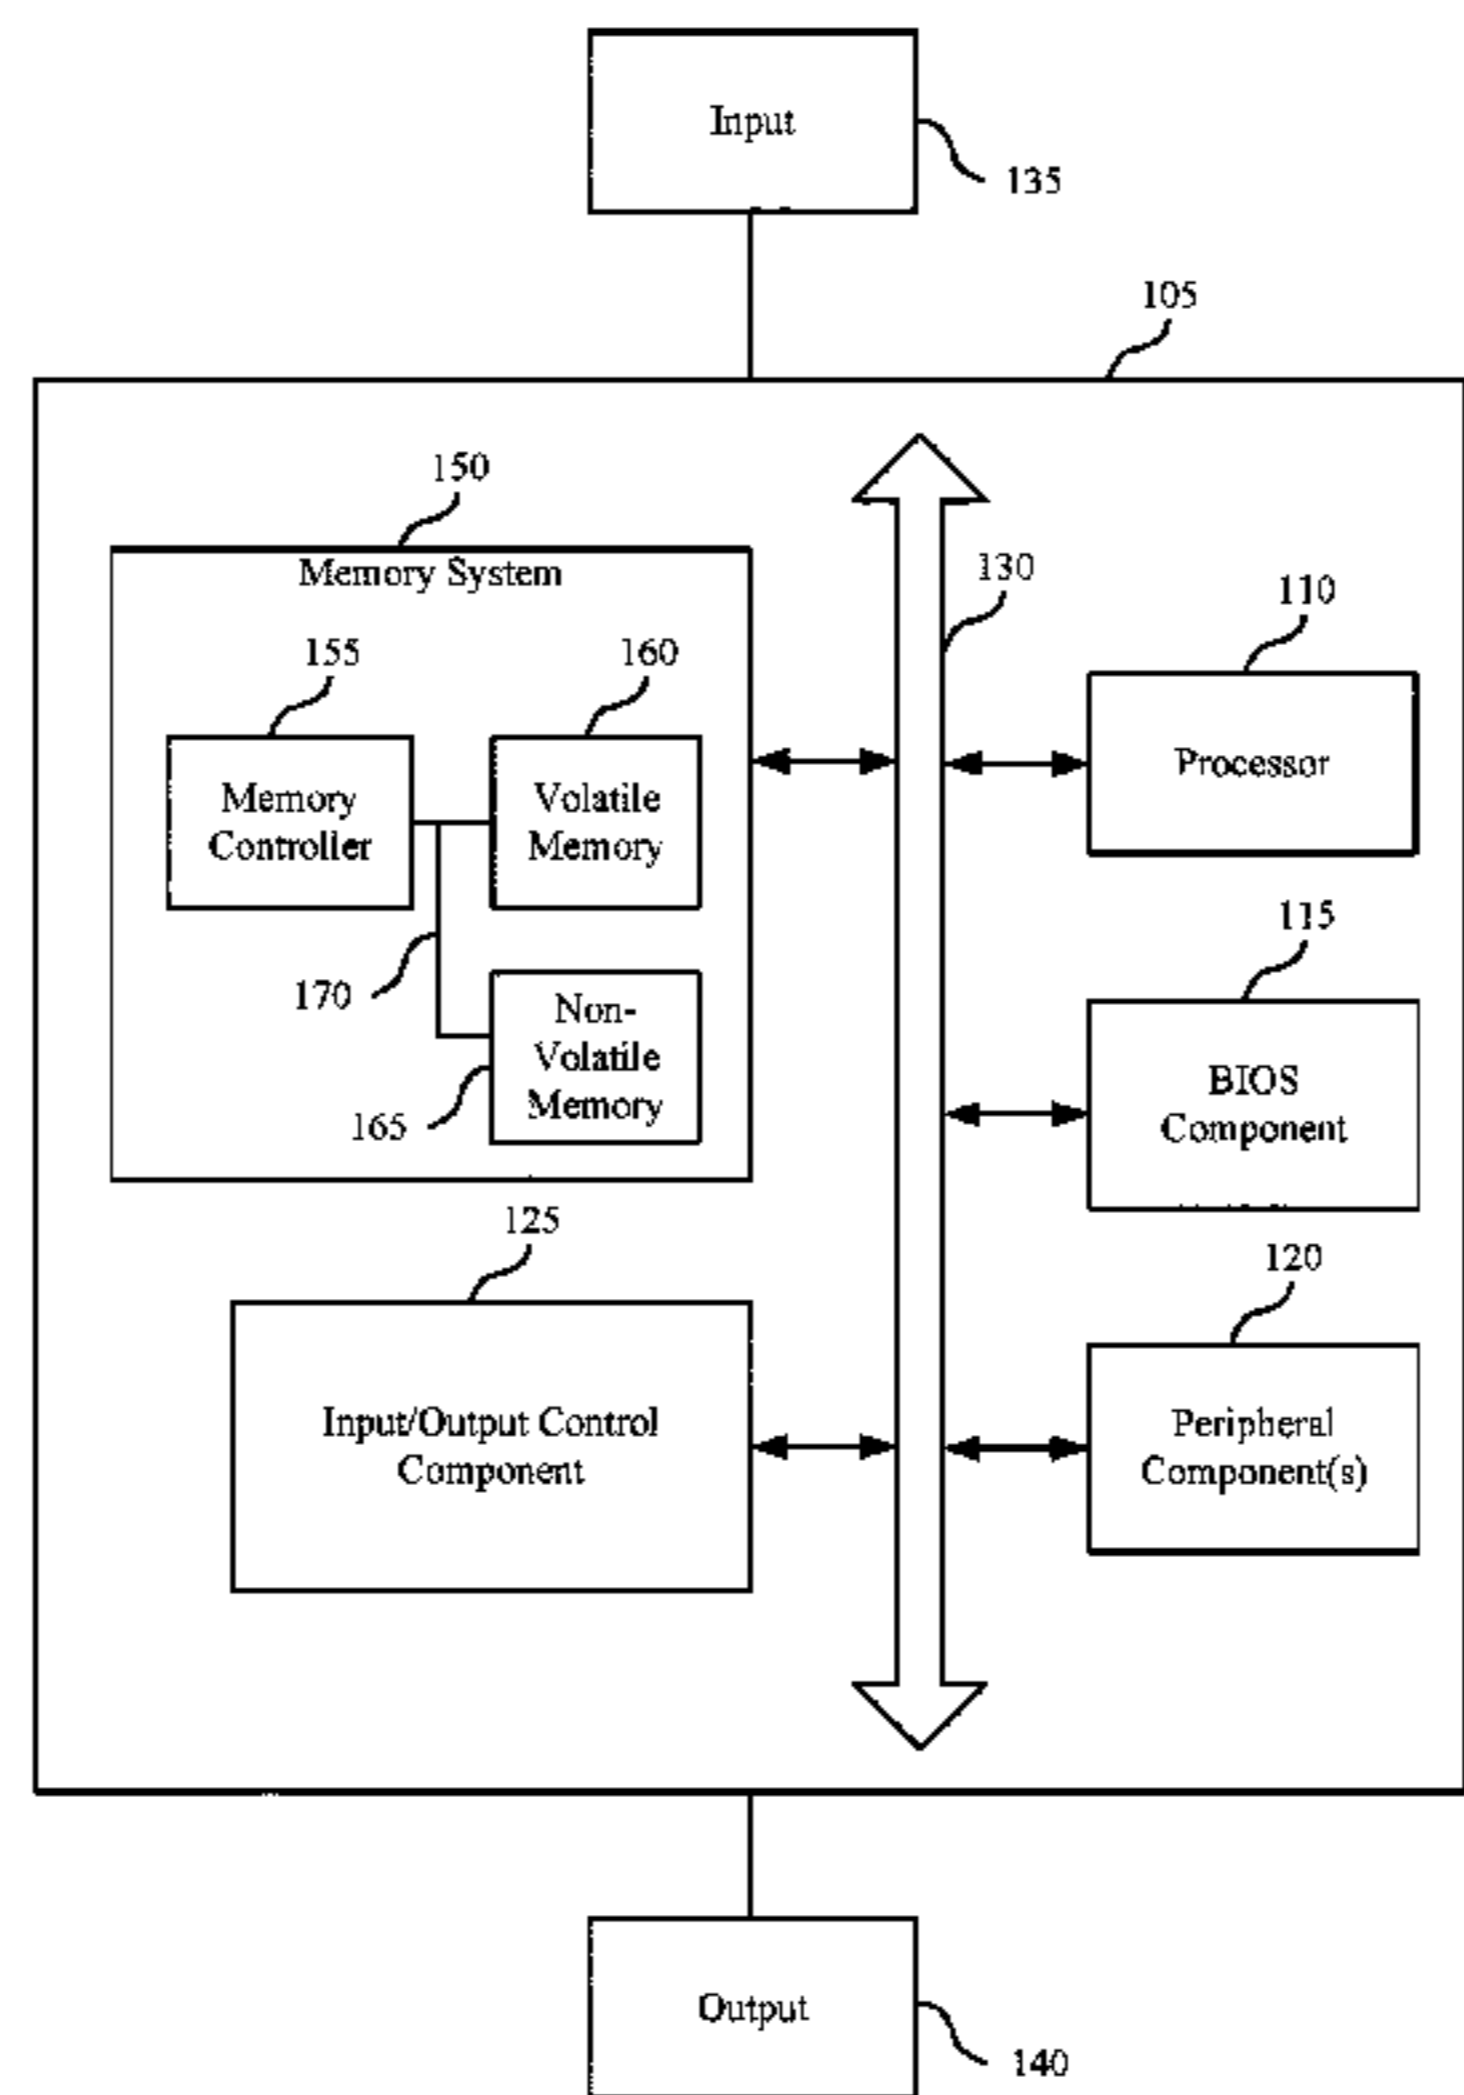 Input
135
105
150
Memory System
130
110
155
160
Processor
Memory
Controller
Volatile
Memory
115
170
Non-
Volatile
Memory
165
BIOS
Component
125
120
Input/Output Control
Component
Peripheral
Component(s)
Output
140